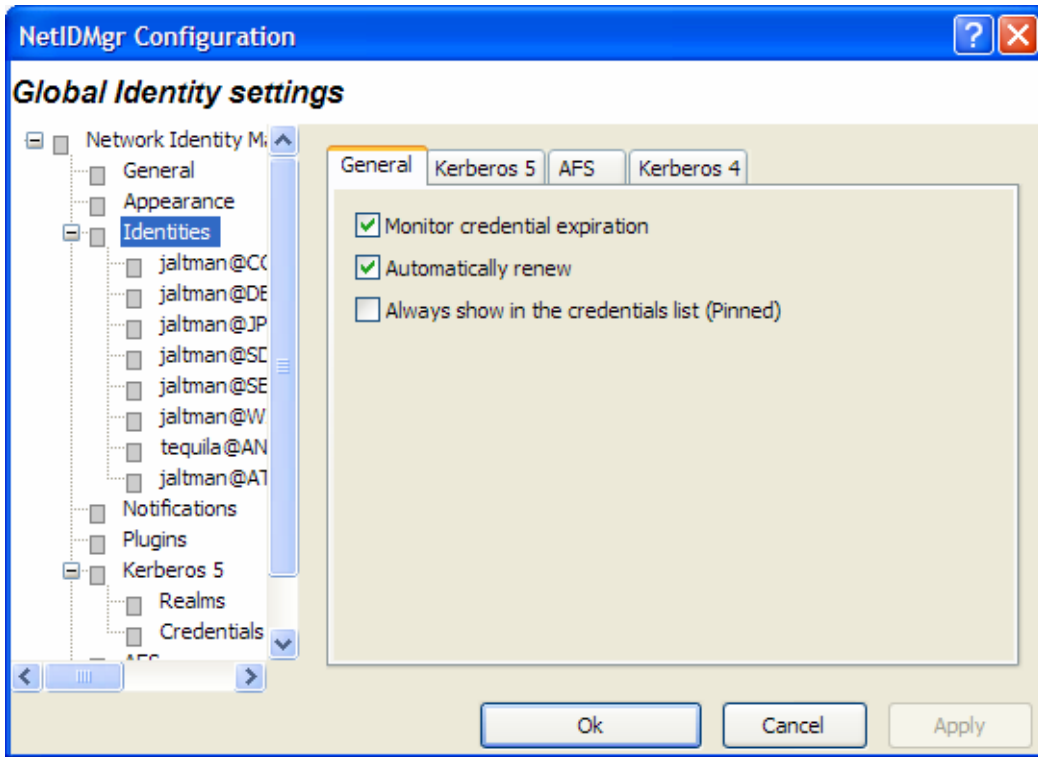 NetIDMgr Configuration
Global Identity settings
Network Identity Ma
General
Appearance
Identities
jaltman@CC
jaltman@DE
jaltman@JP
jaltman@SD
jaltman@SE
jaltman@W
tequila@AN
jaltman@AT
Notifications
Plugins
Kerberos 5
Realms
Credentials
AFS
General
Kerberos 5
AFS
Kerberos 4
Monitor credential expiration
Automatically renew
Always show in the credentials list (Pinned)
Ok
Cancel
Apply